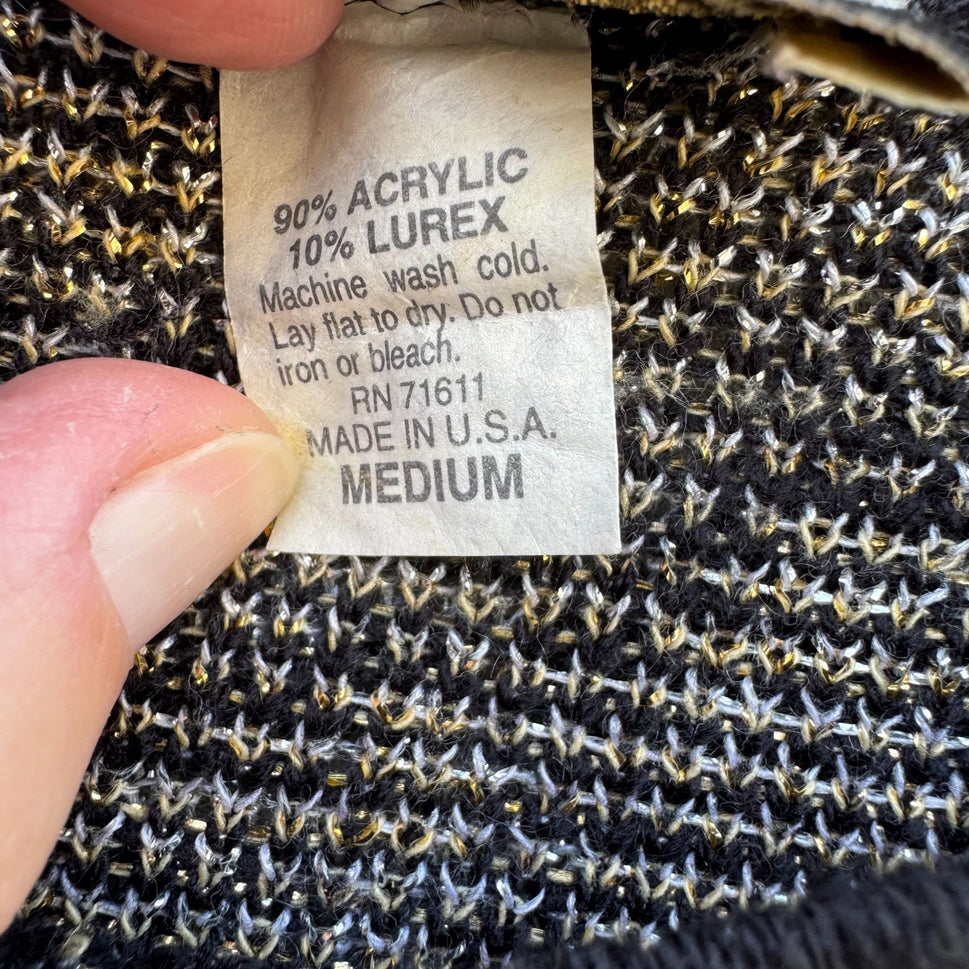 90% ACRYLIC
10% LUREX
Machine wash cold.
Lay flat to dry. Do not
iron or bleach.
RN 71611
MADE IN U.S.A.
MEDIUM